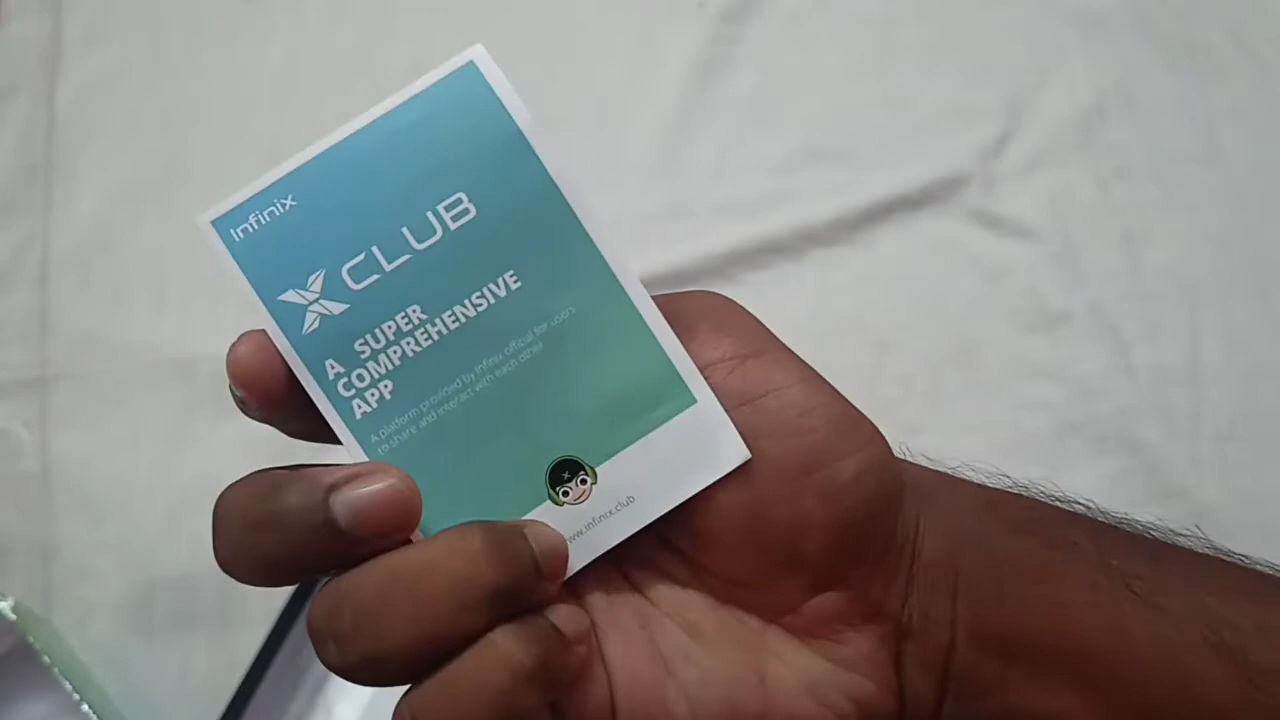 Infinix
X CLUB
A SUPER
COMPREHENSIVE
APP
A platform provided by Infinix official for users
to share and interact with each other
www.infinix.club